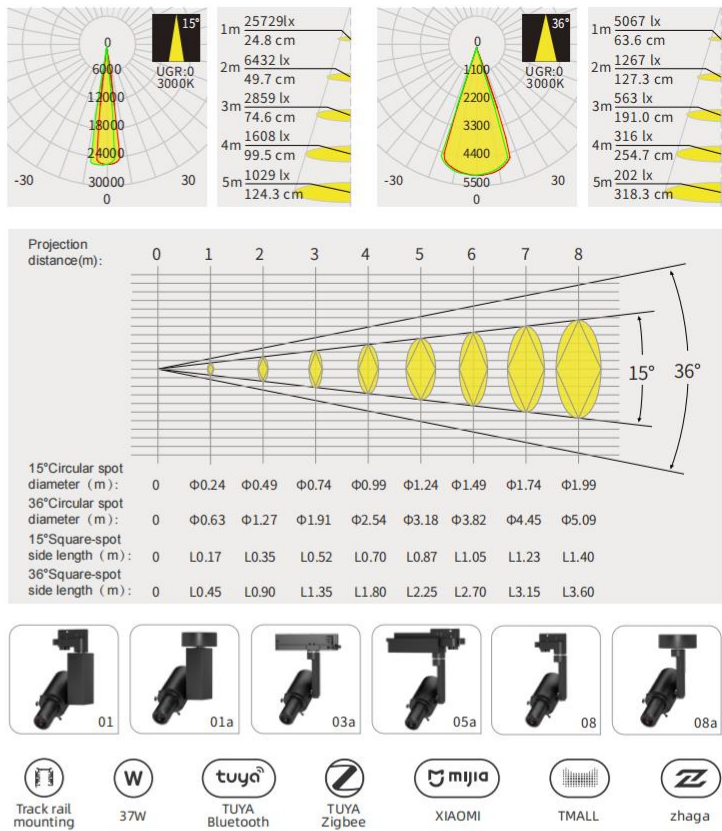 0
6000
12000
18000
24000
30000
0
-30
30
15°
UGR:0
3000K
1m
25729lx
24.8 cm
2m
6432 lx
49.7 cm
3m
2859 lx
74.6 cm
4m
1608 lx
99.5 cm
5m
1029 lx
124.3 cm
0
1100
2200
3300
4400
5500
0
-30
30
36°
UGR:0
3000K
1m
5067 lx
63.6 cm
2m
1267 lx
127.3 cm
3m
563 lx
191.0 cm
4m
316 lx
254.7 cm
5m
202 lx
318.3 cm
Projection
distance(m): 0 1 2 3 4 5 6 7 8
15° 36°
15°Circular spot
diameter (m): 0 Φ0.24 Φ0.49 Φ0.74 Φ0.99 Φ1.24 Φ1.49 Φ1.74 Φ1.99
36°Circular spot
diameter (m): 0 Φ0.63 Φ1.27 Φ1.91 Φ2.54 Φ3.18 Φ3.82 Φ4.45 Φ5.09
15°Square-spot
side length (m): 0 L0.17 L0.35 L0.52 L0.70 L0.87 L1.05 L1.23 L1.40
36°Square-spot
side length (m): 0 L0.45 L0.90 L1.35 L1.80 L2.25 L2.70 L3.15 L3.60
01
01a
03a
05a
08
08a
W
tuya
mijia
Track rail
mounting
37W
TUYA
Bluetooth
TUYA
Zigbee
XIAOMI
TMALL
zhaga